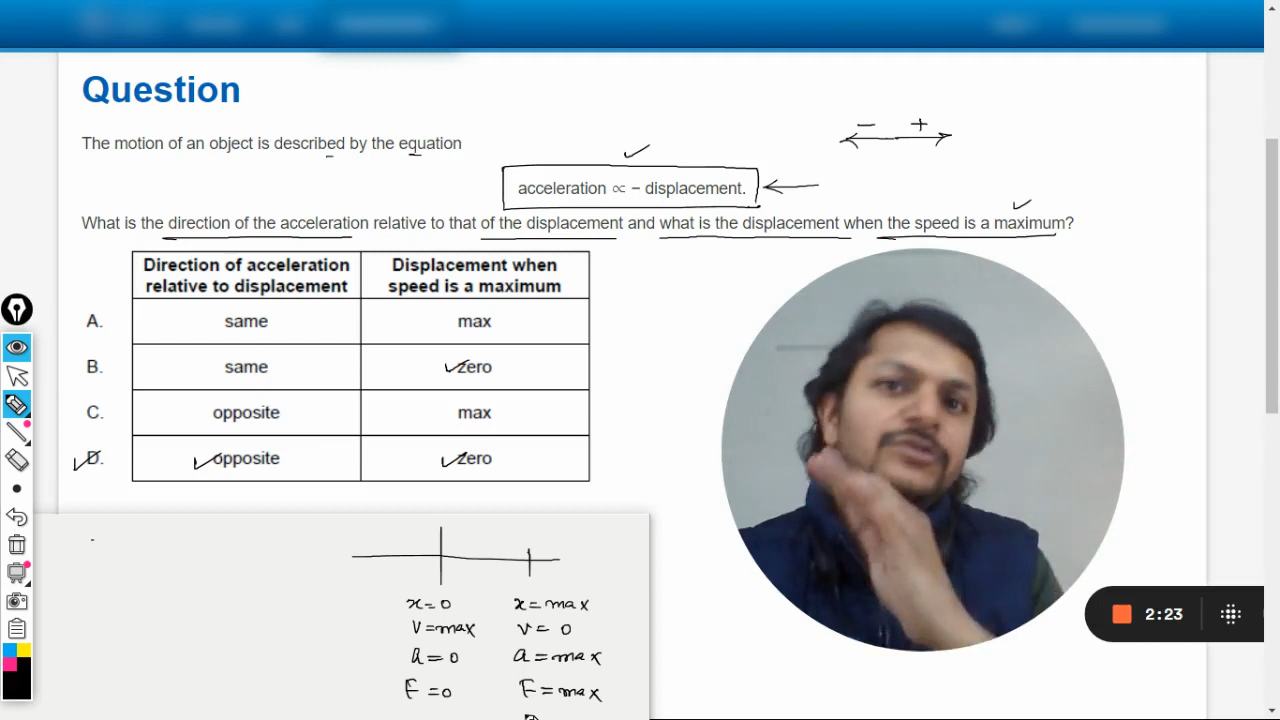 Question
The motion of an object is described by the equation
− +
acceleration ∝ − displacement.
What is the direction of the acceleration relative to that of the displacement and what is the displacement when the speed is a maximum?
Direction of acceleration relative to displacement Displacement when speed is a maximum
A. same max
B. same zero
C. opposite max
D. opposite zero
x=0 x=max
V=max v=0
a=0 a=max
F=0 F=max
2:23